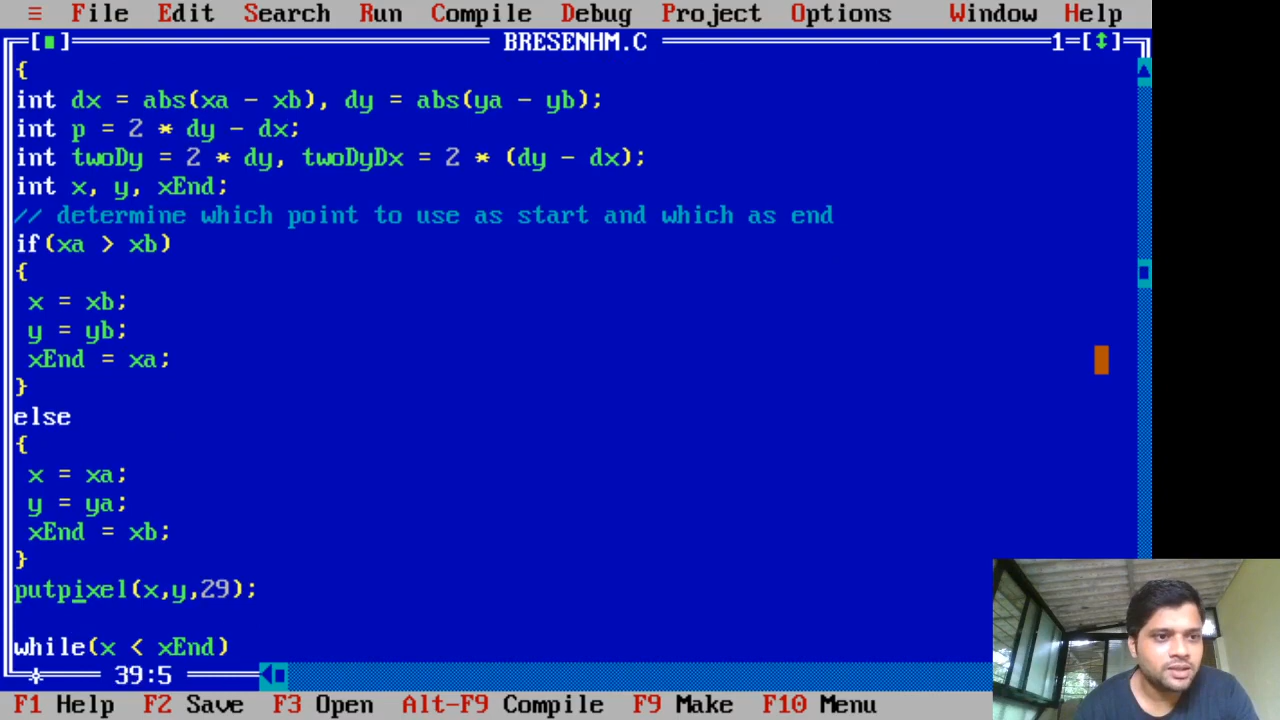 ≡ File Edit Search Run Compile Debug Project Options Window Help
[■] BRESENHM.C 1=[↕]
{
int dx = abs(xa - xb), dy = abs(ya - yb);
int p = 2 * dy - dx;
int twoDy = 2 * dy, twoDyDx = 2 * (dy - dx);
int x, y, xEnd;
// determine which point to use as start and which as end
if(xa > xb)
{
x = xb;
y = yb;
xEnd = xa;
}
else
{
x = xa;
y = ya;
xEnd = xb;
}
putpixel(x,y,29);
while(x < xEnd)
39:5
F1 Help F2 Save F3 Open Alt-F9 Compile F9 Make F10 Menu